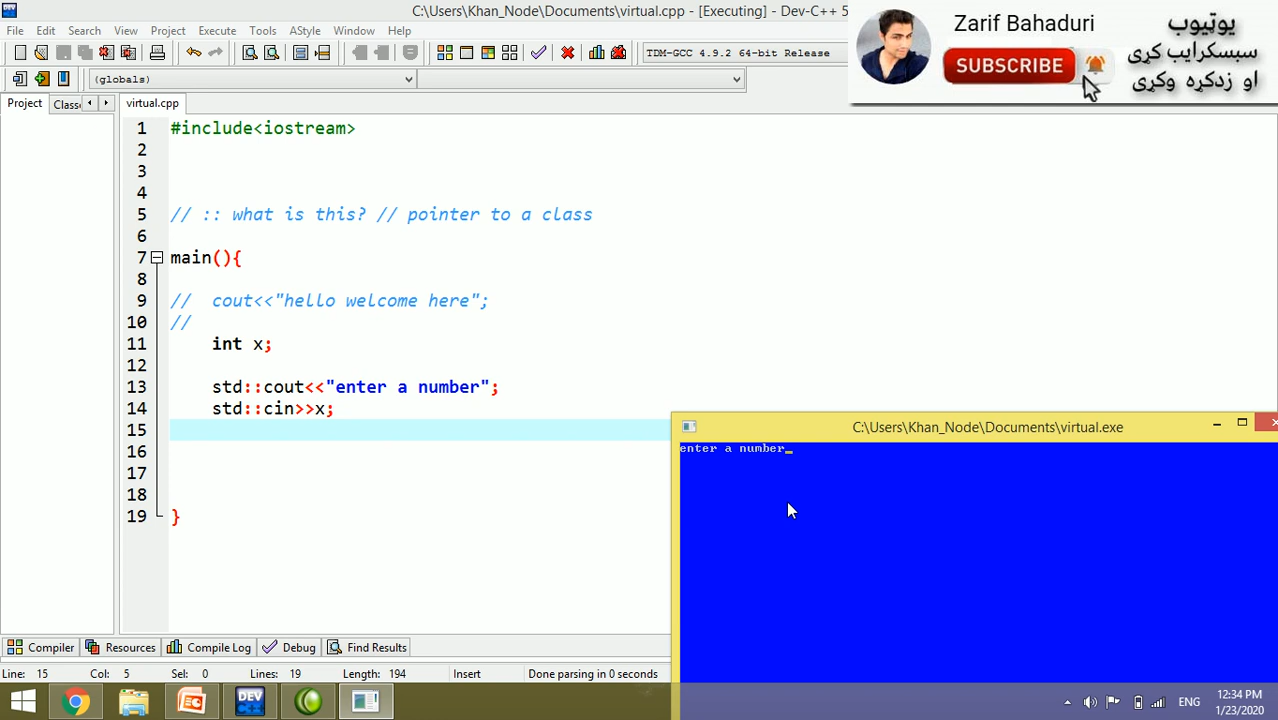 C:\Users\Khan_Node\Documents\virtual.cpp - [Executing] - Dev-C++ 5
File Edit Search View Project Execute Tools AStyle Window Help
TDM-GCC 4.9.2 64-bit Release
(globals)
Zarif Bahaduri
SUBSCRIBE
یوټیوب
سبسکرایب کړی
او زدکړه وکړی
Project Classe virtual.cpp
1 #include<iostream>
2
3
4
5 // :: what is this? // pointer to a class
6
7 main(){
8
9 // cout<<"hello welcome here";
10 //
11 int x;
12
13 std::cout<<"enter a number";
14 std::cin>>x;
15
16
17
18
19 }
C:\Users\Khan_Node\Documents\virtual.exe
enter a number_
Compiler Resources Compile Log Debug Find Results
Line: 15 Col: 5 Sel: 0 Lines: 19 Length: 194 Insert Done parsing in 0 seconds
DEV
C++
ENG
12:34 PM
1/23/2020